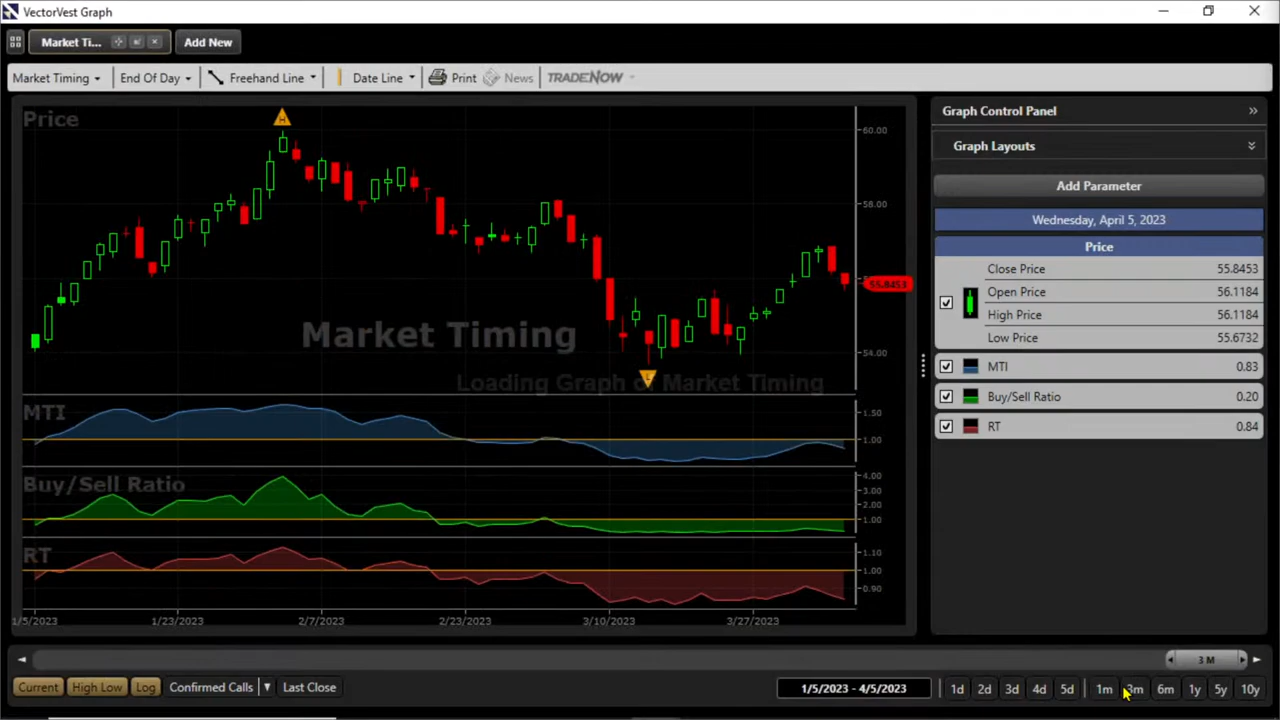 VectorVest Graph
Market Ti...
Add New
Market Timing
End Of Day
Freehand Line
Date Line
Print
News
TRADENOW
Price
H
60.00
58.00
55.8453
54.00
Market Timing
Loading Graph of Market Timing
L
MTI
1.50
1.00
Buy/Sell Ratio
4.00
3.00
2.00
1.00
RT
1.10
1.00
0.90
1/5/2023 1/23/2023 2/7/2023 2/23/2023 3/10/2023 3/27/2023
Graph Control Panel
Graph Layouts
Add Parameter
Wednesday, April 5, 2023
Price
Close Price 55.8453
Open Price 56.1184
High Price 56.1184
Low Price 55.6732
MTI 0.83
Buy/Sell Ratio 0.20
RT 0.84
3 M
Current High Low Log Confirmed Calls Last Close 1/5/2023 - 4/5/2023 1d 2d 3d 4d 5d 1m 3m 6m 1y 5y 10y